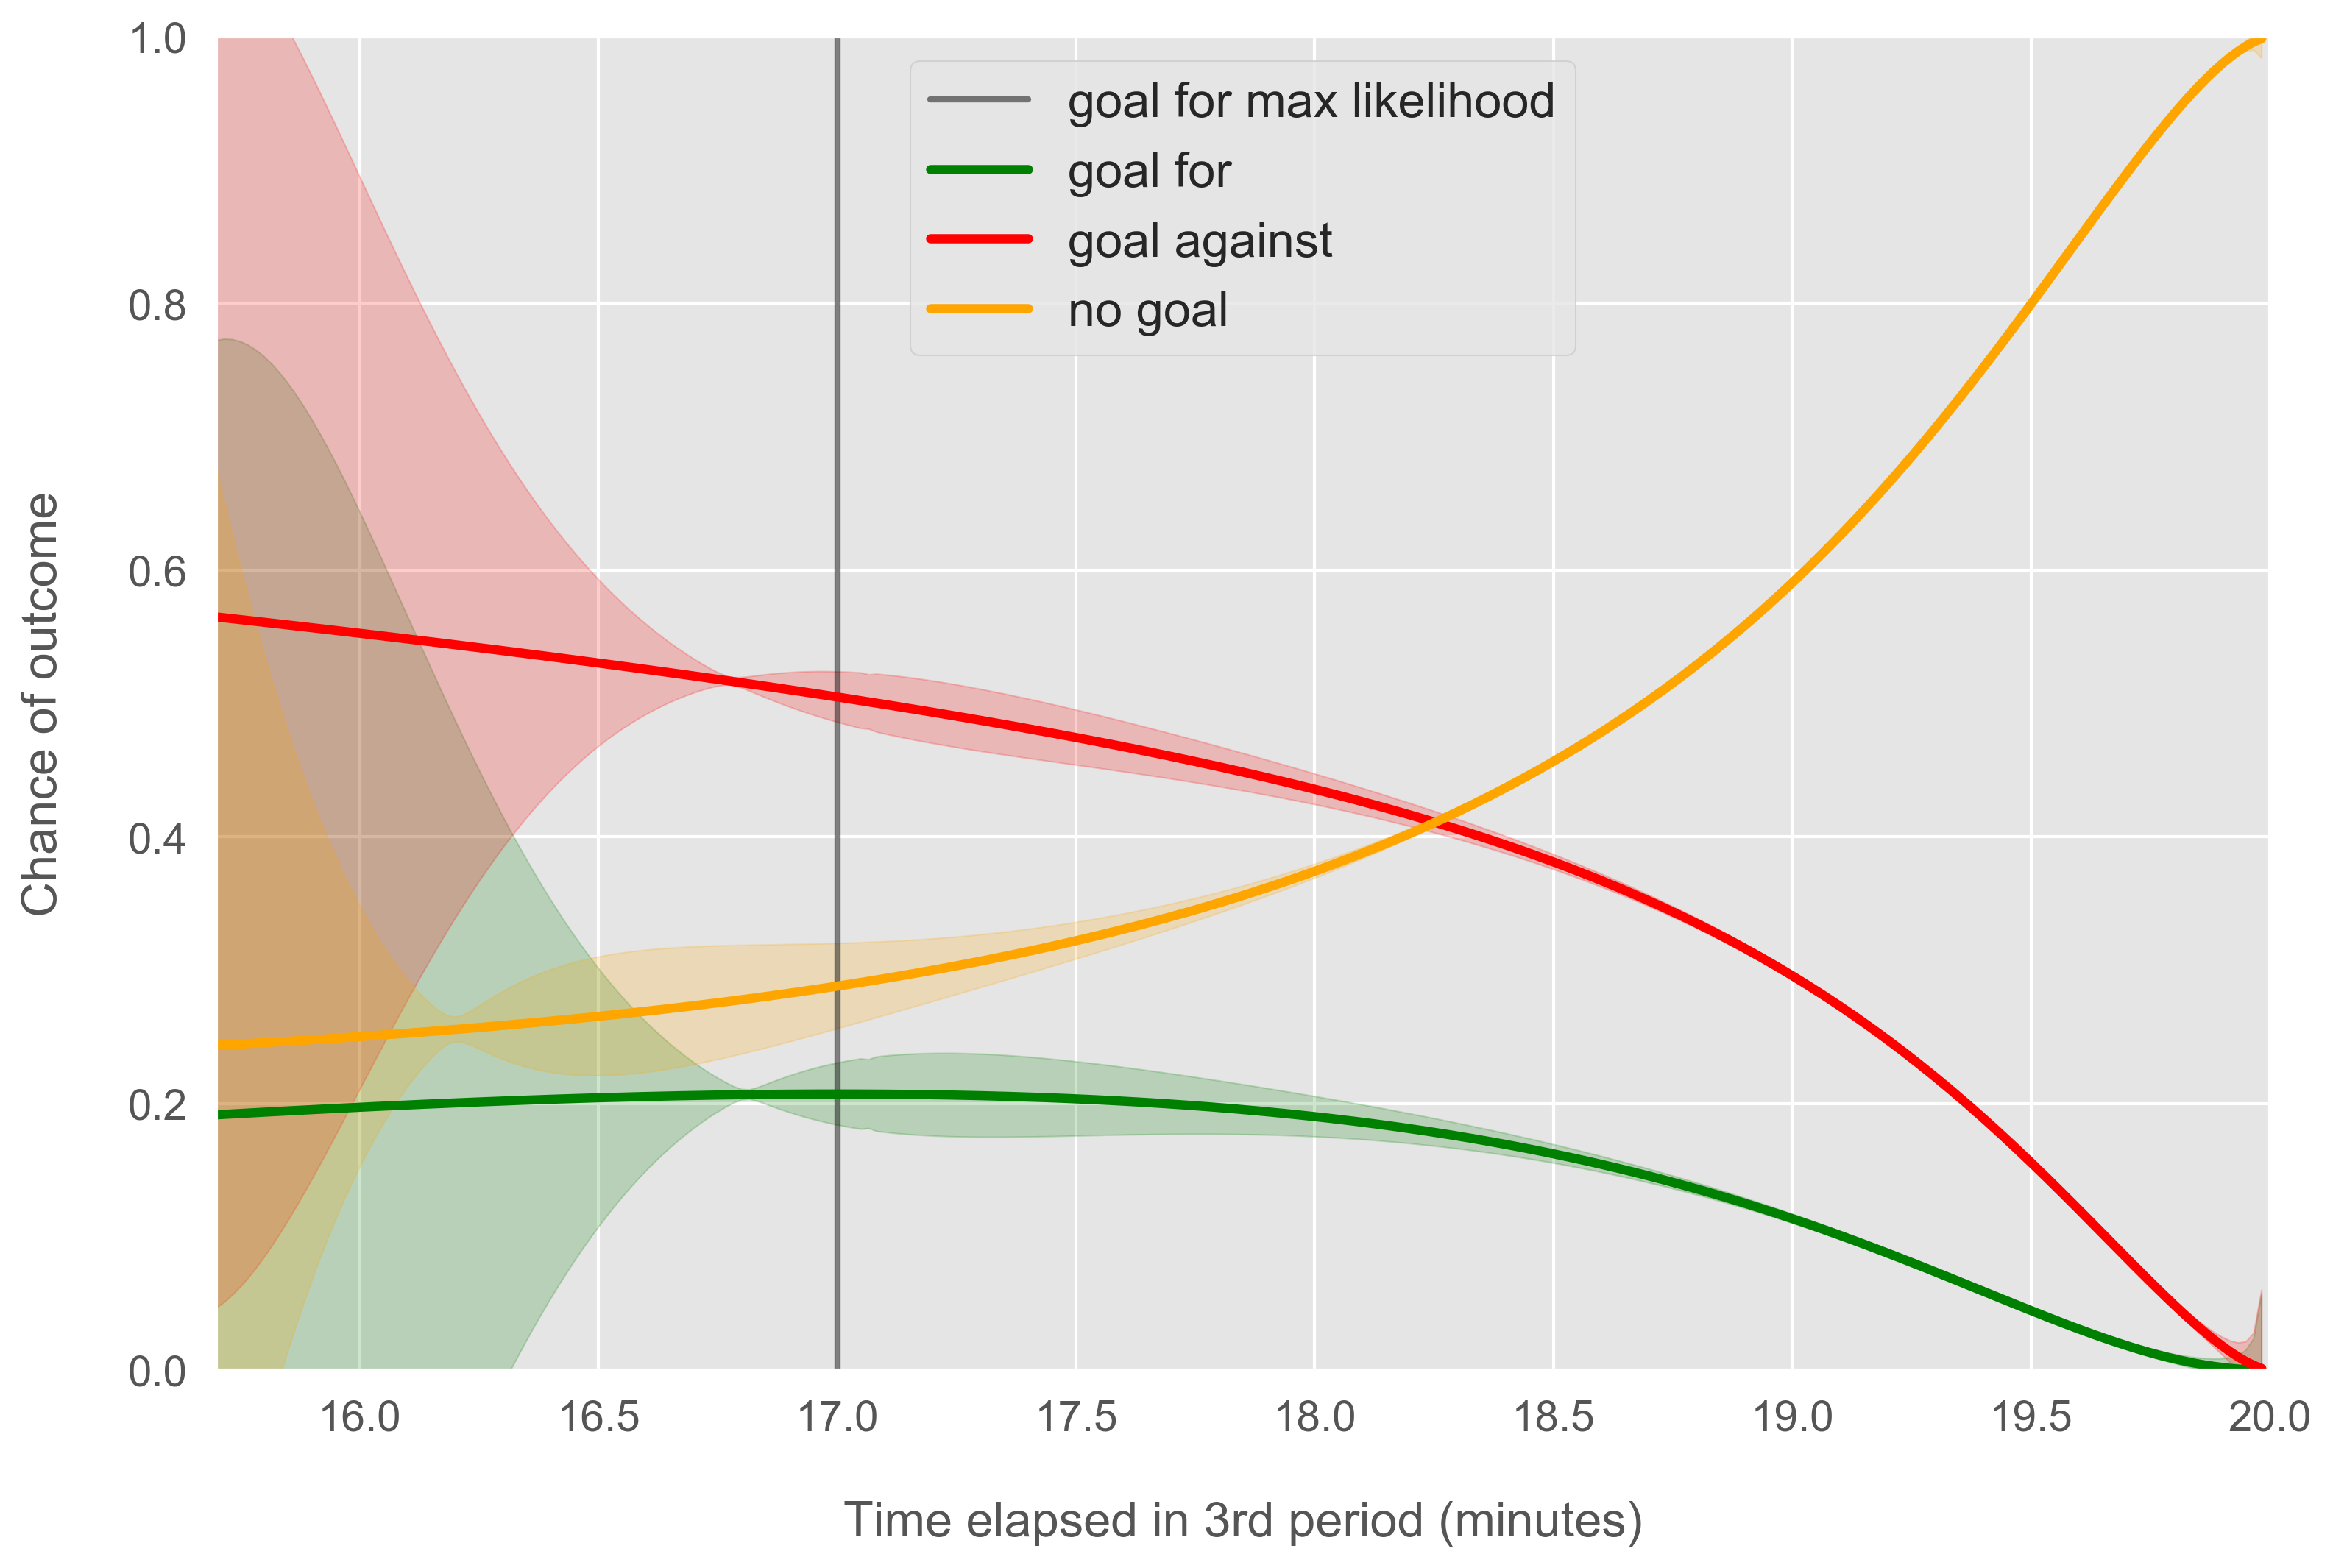 1.0
0.8
0.6
0.4
0.2
0.0
Chance of outcome
goal for max likelihood
goal for
goal against
no goal
16.0 16.5 17.0 17.5 18.0 18.5 19.0 19.5 20.0
Time elapsed in 3rd period (minutes)